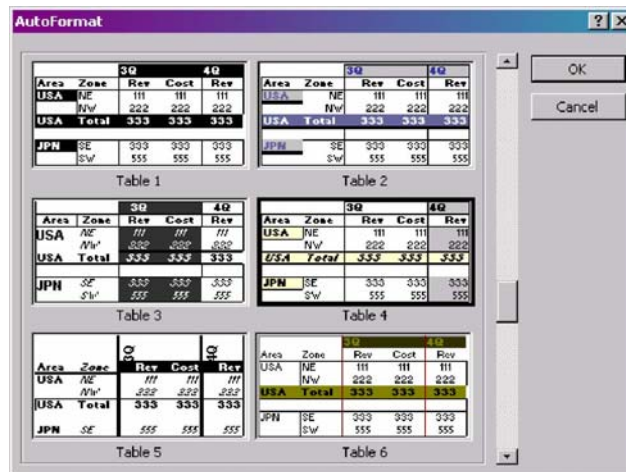 AutoFormat
OK
Cancel
3Q 4Q
Area Zone Rev Cost Rev
USA NE 111 111 111
NW 222 222 222
USA Total 333 333 333
JPN SE 333 333 333
SW 555 555 555
Table 1
3Q 4Q
Area Zone Rev Cost Rev
USA NE 111 111 111
NW 222 222 222
USA Total 333 333 333
JPN SE 333 333 333
SW 555 555 555
Table 2
3Q 4Q
Area Zone Rev Cost Rev
USA NE 111 111 111
NW 222 222 222
USA Total 333 333 333
JPN SE 333 333 333
SW 555 555 555
Table 3
3Q 4Q
Area Zone Rev Cost Rev
USA NE 111 111 111
NW 222 222 222
USA Total 333 333 333
JPN SE 333 333 333
SW 555 555 555
Table 4
3Q 4Q
Area Zone Rev Cost Rev
USA NE 111 111 111
NW 222 222 222
USA Total 333 333 333
JPN SE 555 555 555
Table 5
3Q 4Q
Area Zone Rev Cost Rev
USA NE 111 111 111
NW 222 222 222
USA Total 333 333 333
JPN SE 333 333 333
SW 555 555 555
Table 6